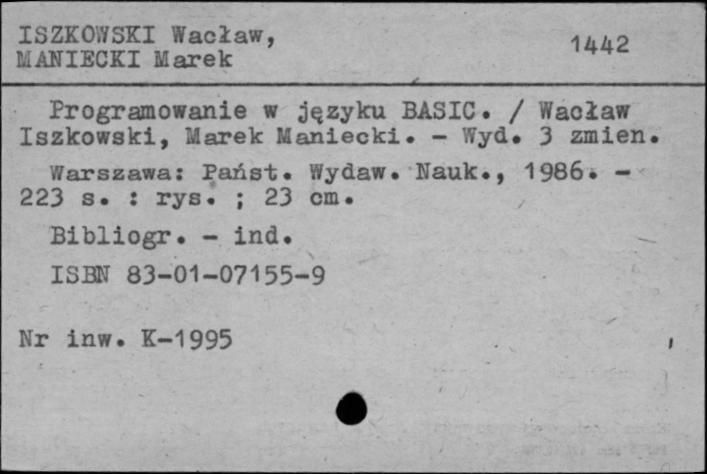 ISZKOWSKI Wacław,
MANIECKI Marek
1442
Programowanie w języku BASIC. / Wacław
Iszkowski, Marek Maniecki. - Wyd. 3 zmien.
Warszawa: Państ. Wydaw. Nauk., 1986. -
223 s. : rys. ; 23 cm.
Bibliogr. - ind.
ISBN 83-01-07155-9
Nr inw. K-1995